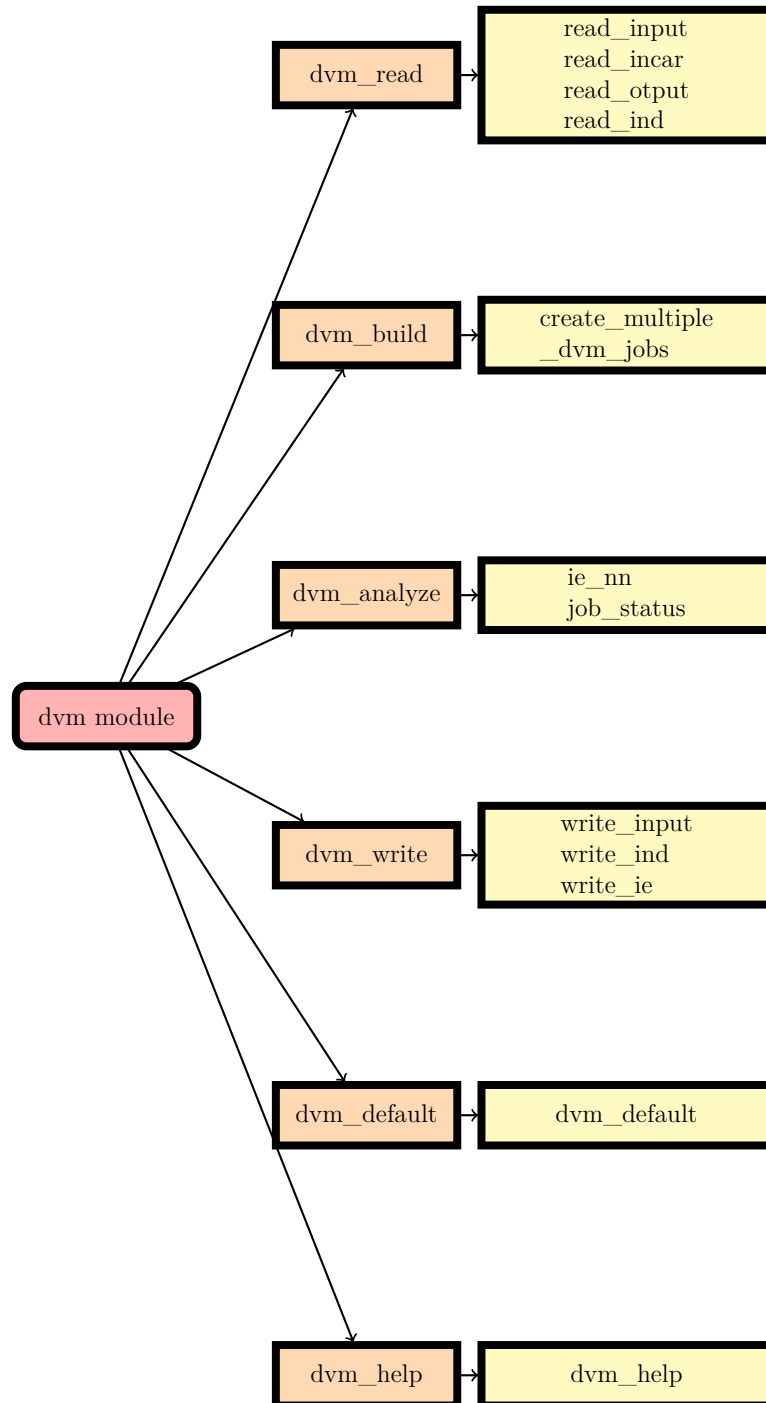 dvm_read
read_input
read_incar
read_otput
read_ind
dvm_build
create_multiple
_dvm_jobs
dvm_analyze
ie_nn
job_status
dvm module
dvm_write
write_input
write_ind
write_ie
dvm_default
dvm_default
dvm_help
dvm_help